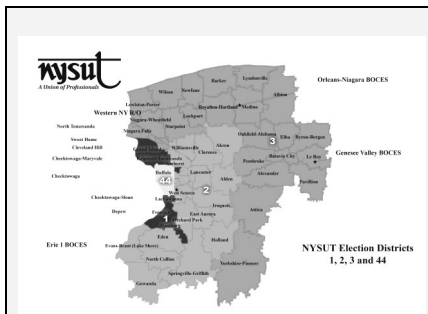 nysut
A Union of Professionals
Barker
Lyndonville
Wilson
Newfane
Albion
Orleans-Niagara BOCES
Lewiston-Porter
Royalton-Hartland
Medina
Western NY R/O
Lockport
Niagara-Wheatfield
Starpoint
North Tonawanda
Niagara Falls
Oakfield-Alabama
3
Elba
Byron-Bergen
Sweet Home
Williamsville
Akron
Genesee Valley BOCES
Cleveland Hill
Clarence
Batavia City
Le Roy
Cheektowaga-Maryvale
Amherst
Pembroke
Buffalo
Lancaster
Alexander
Cheektowaga
44
Alden
Pavilion
2
West Seneca
Cheektowaga-Sloan
Lackawanna
Iroquois
Depew
East Aurora
Attica
1
Orchard Park
Erie 1 BOCES
Eden
Holland
NYSUT Election Districts
Evans-Brant (Lake Shore)
1, 2, 3 and 44
North Collins
Yorkshire-Pioneer
Springville-Griffith
Gowanda